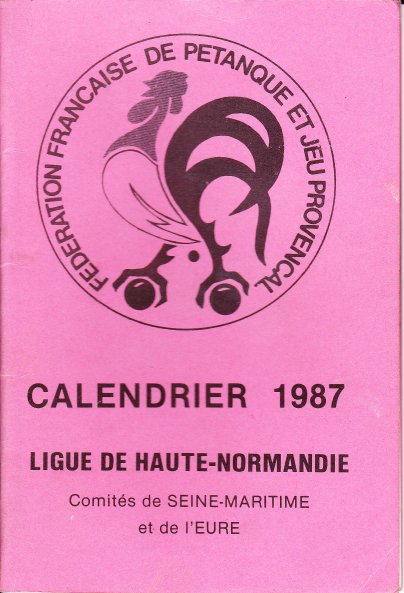 FEDERATION FRANCAISE DE PETANQUE ET JEU PROVENCAL
CALENDRIER 1987
LIGUE DE HAUTE-NORMANDIE
Comités de SEINE-MARITIME
et de l'EURE